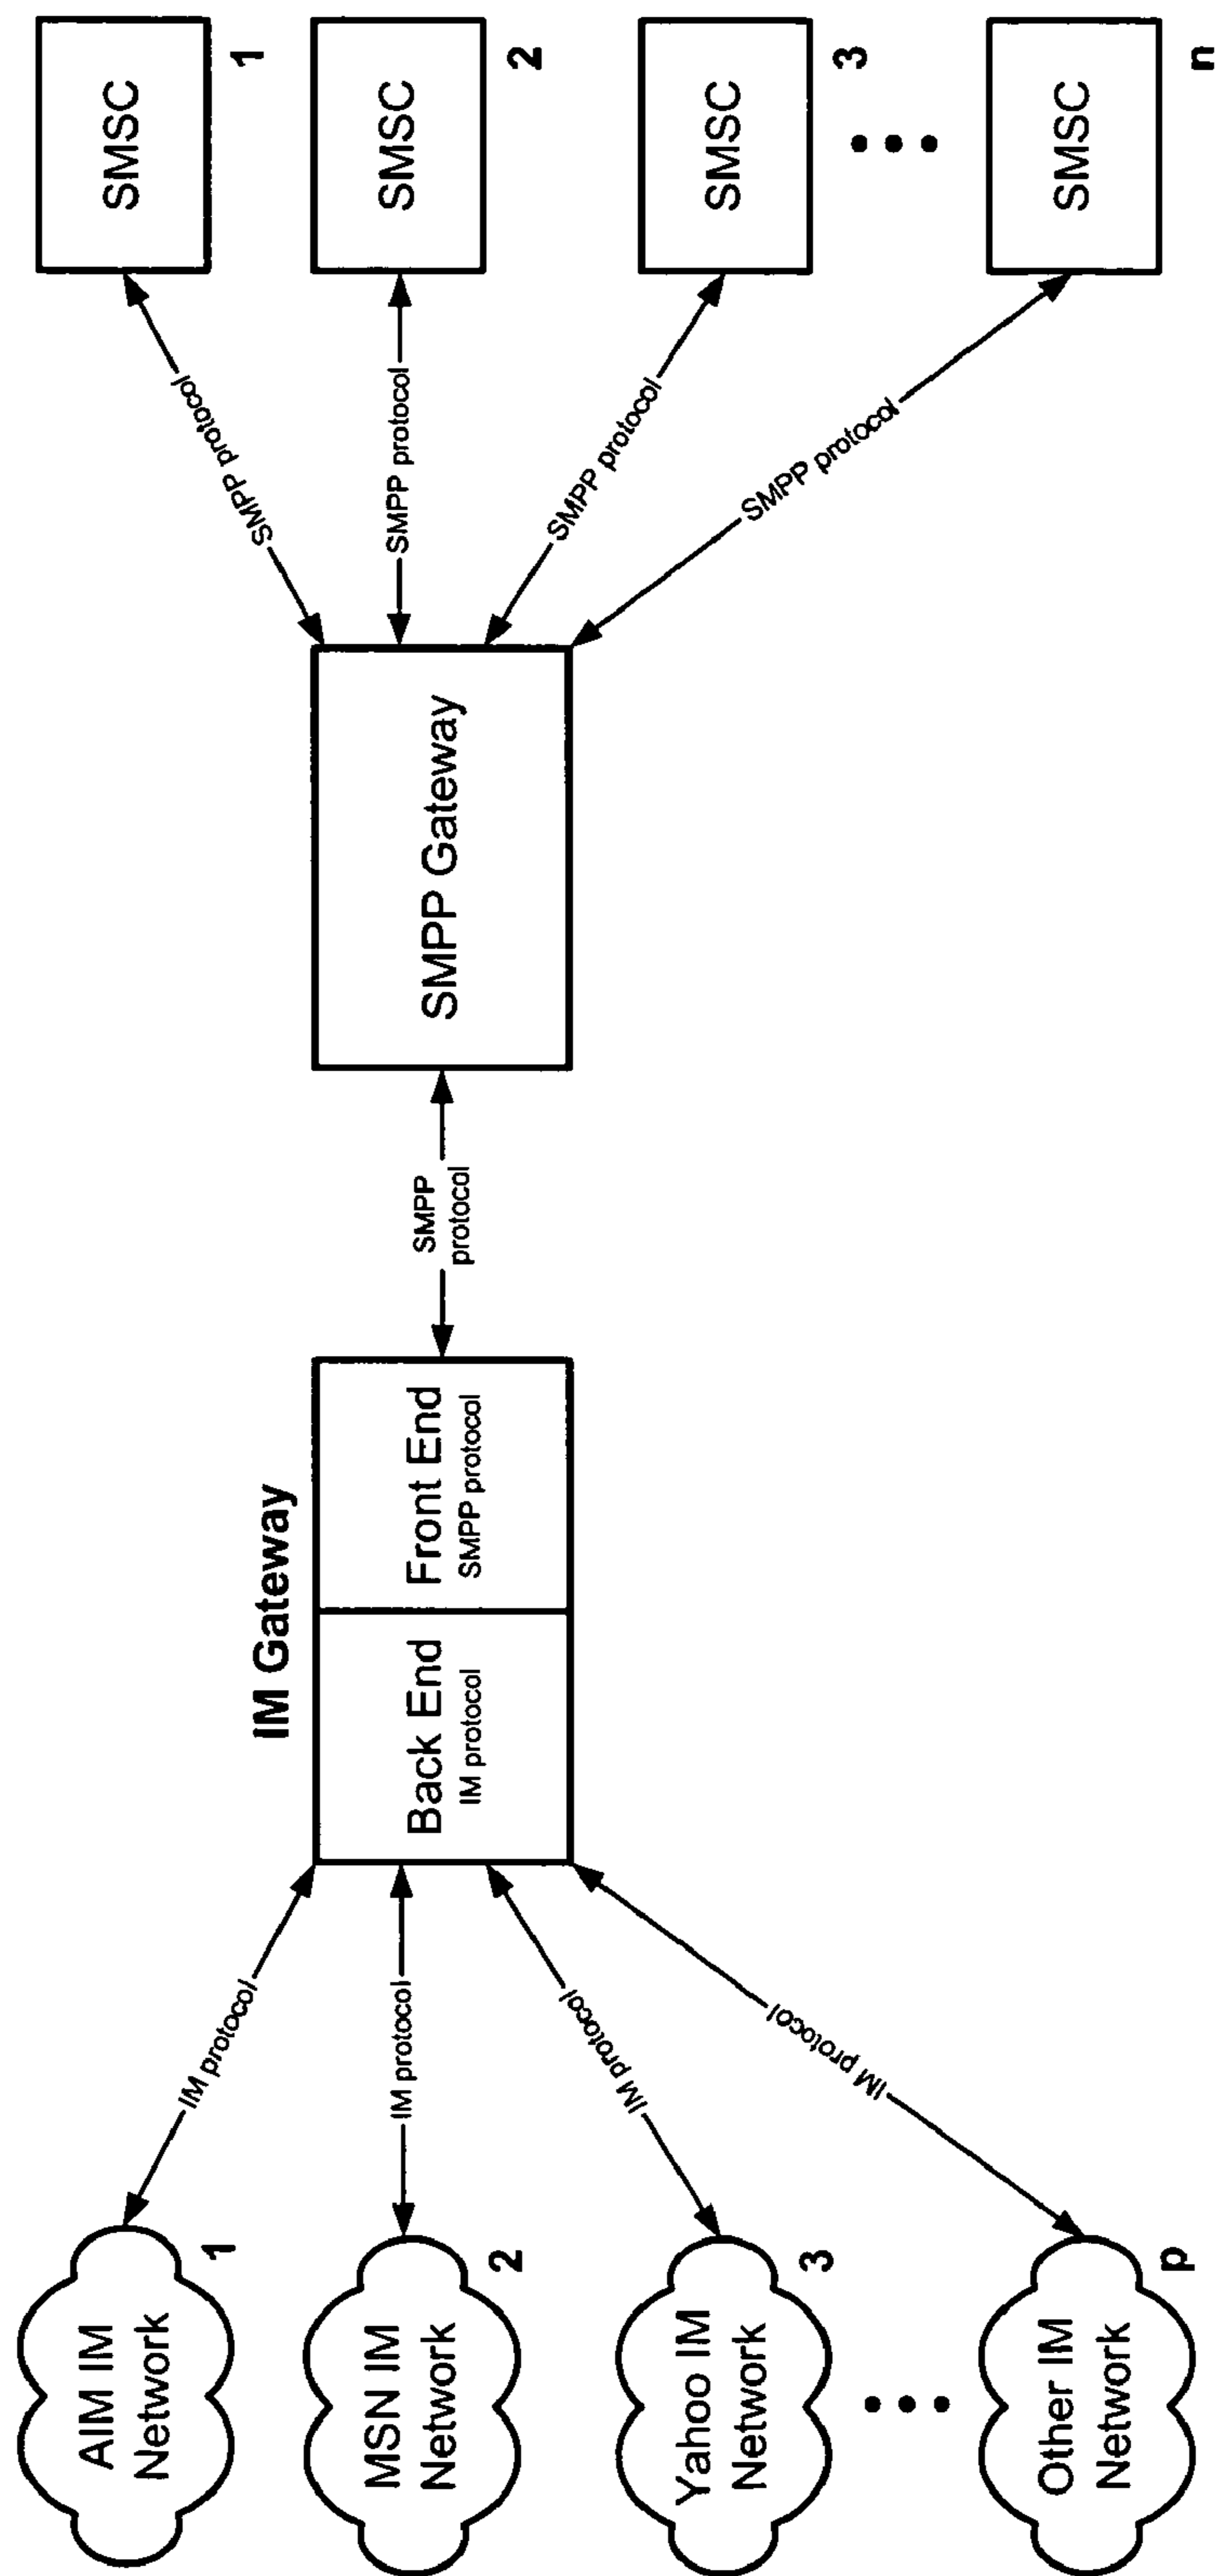 AIM IM
Network
1
MSN IM
Network
2
Yahoo IM
Network
3
Other IM
Network
p
IM protocol
IM protocol
IM protocol
IM protocol
IM Gateway
Back End
IM protocol
Front End
SMPP protocol
SMPP
protocol
SMPP Gateway
SMPP protocol
SMPP protocol
SMPP protocol
SMPP protocol
SMSC
1
SMSC
2
SMSC
3
SMSC
n